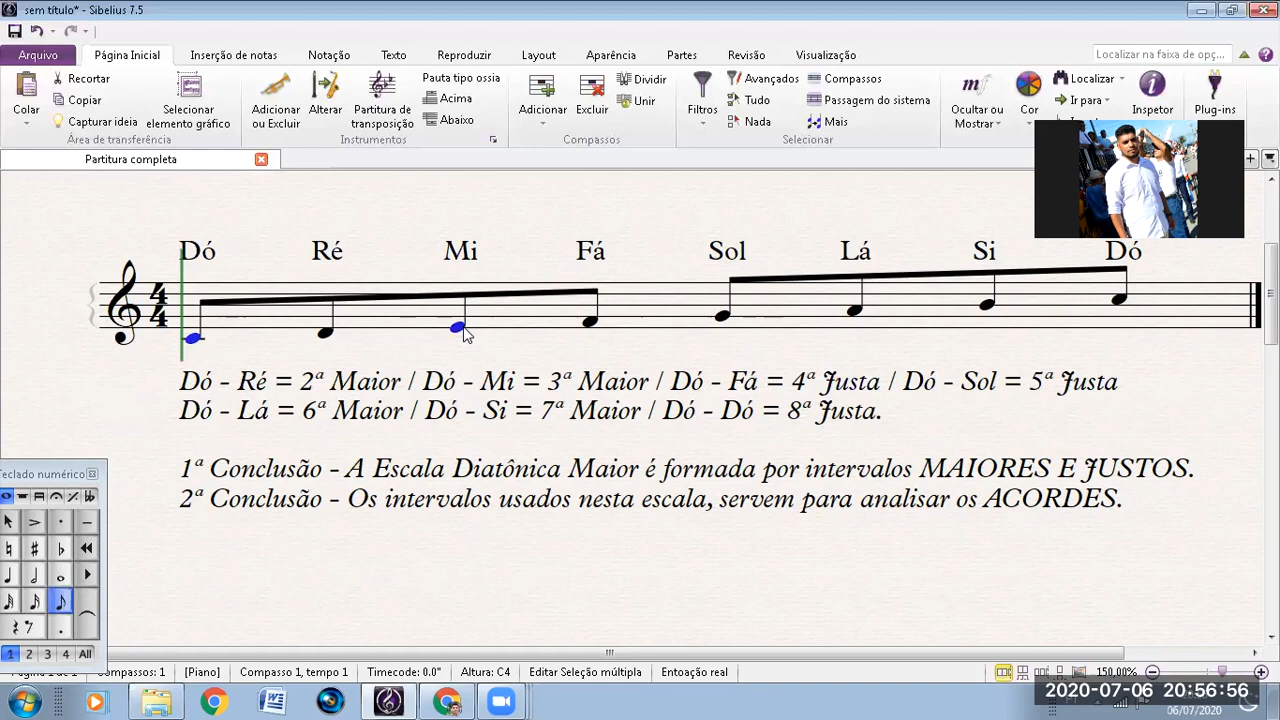 sem título* - Sibelius 7.5
Arquivo Página Inicial Inserção de notas Notação Texto Reproduzir Layout Aparência Partes Revisão Visualização Localizar na faixa de opç...
Colar
Recortar
Copiar
Capturar ideia
Área de transferência
Selecionar elemento gráfico
Adicionar ou Excluir
Alterar
Partitura de transposição
Pauta tipo ossia
Acima
Abaixo
Instrumentos
Adicionar
Excluir
Dividir
Unir
Compassos
Filtros
Avançados
Tudo
Nada
Compassos
Passagem do sistema
Mais
Selecionar
Ocultar ou Mostrar
Cor
Localizar
Ir para
Inspetor
Plug-ins
Partitura completa
Dó Ré Mi Fá Sol Lá Si Dó
4
4
Dó - Ré = 2ª Maior / Dó - Mi = 3ª Maior / Dó - Fá = 4ª Justa / Dó - Sol = 5ª Justa
Dó - Lá = 6ª Maior / Dó - Si = 7ª Maior / Dó - Dó = 8ª Justa.
1ª Conclusão - A Escala Diatônica Maior é formada por intervalos MAIORES E JUSTOS.
2ª Conclusão - Os intervalos usados nesta escala, servem para analisar os ACORDES.
Teclado numérico
1 2 3 4 All
Página 1 de 1 Compassos: 1 [Piano] Compasso 1, tempo 1 Timecode: 0.0" Altura: C4 Editar Seleção múltipla Entoação real 150,00%
2020-07-06 20:56:56
06/07/2020